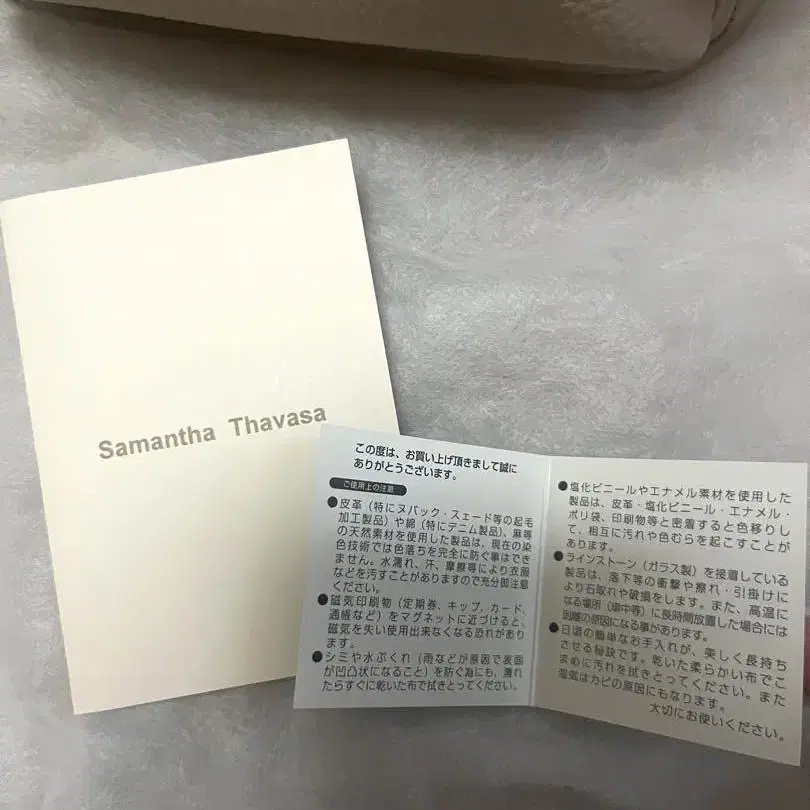 Samantha Thavasa
この度は、お買い上げ頂きまして誠に
ありがとうございます。
ご使用上の注意
●皮革（特にヌバック・スエード等の起毛
加工製品）や綿（特にデニム製品）、麻等
の天然素材を使用した製品は、現在の染
色技術では色落ちを完全に防ぐ事はでき
ません。水濡れ、汗、摩擦等により衣服
などを汚すことがありますので充分御注意
ください。
●磁気印刷物（定期券、キップ、カード、
通帳など）をマグネットに近づけると、
磁気を失い使用出来なくなる恐れがあり
ます。
●シミや水ぶくれ（雨などが原因で表面
が凹凸状になること）を防ぐ為にも、濡れ
たらすぐに乾いた布で拭きとってください。
●塩化ビニールやエナメル素材を使用した
製品は、皮革・塩化ビニール・エナメル・
ポリ袋、印刷物等と密着すると色移りし
て、相互に汚れや色むらを起こすことが
あります。
●ラインストーン（ガラス製）を接着している
製品は、落下等の衝撃や擦れ・引掛けに
より石取れや破損をします。また、高温に
なる場所（車中等）に長時間放置した場合には
剥離の原因になる事があります。
●日頃の簡単なお手入れが、美しく長持ち
させる秘訣です。乾いた柔らかい布でこ
まめに汚れを拭きとってください。また
湿気はカビの原因にもなります。
大切にお使いください。